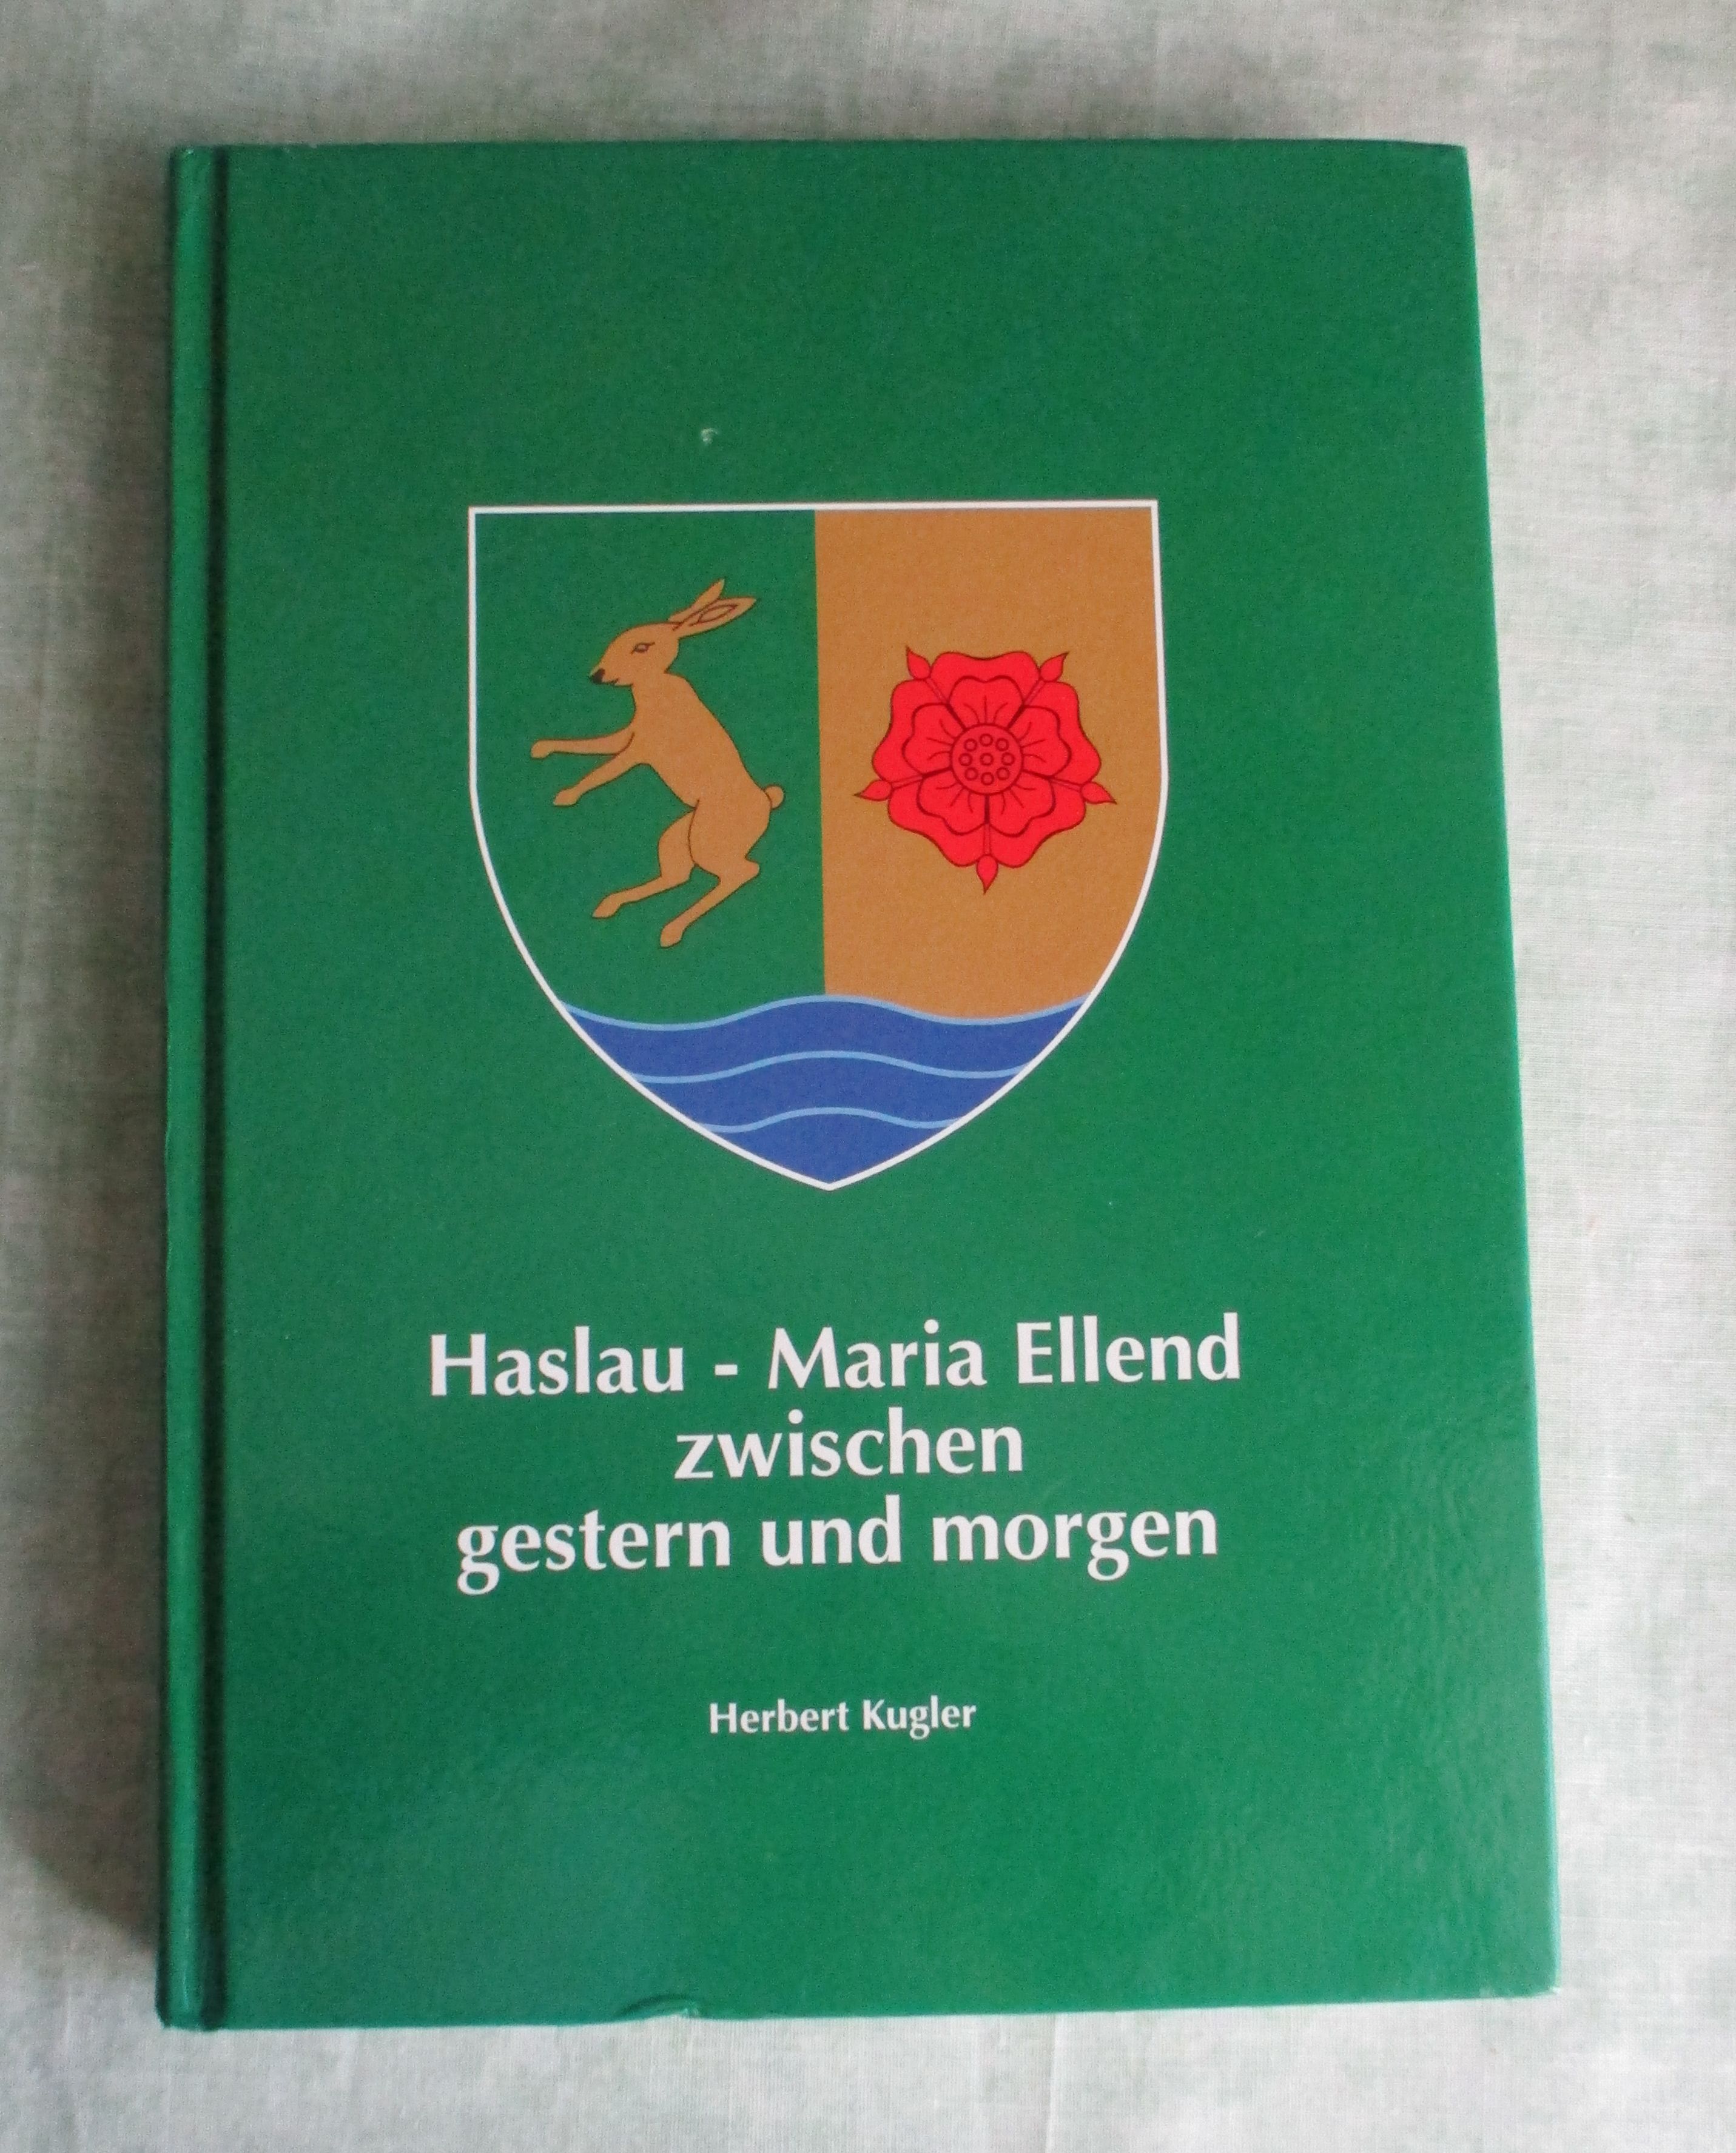 Haslau - Maria Ellend
zwischen
gestern und morgen
Herbert Kugler